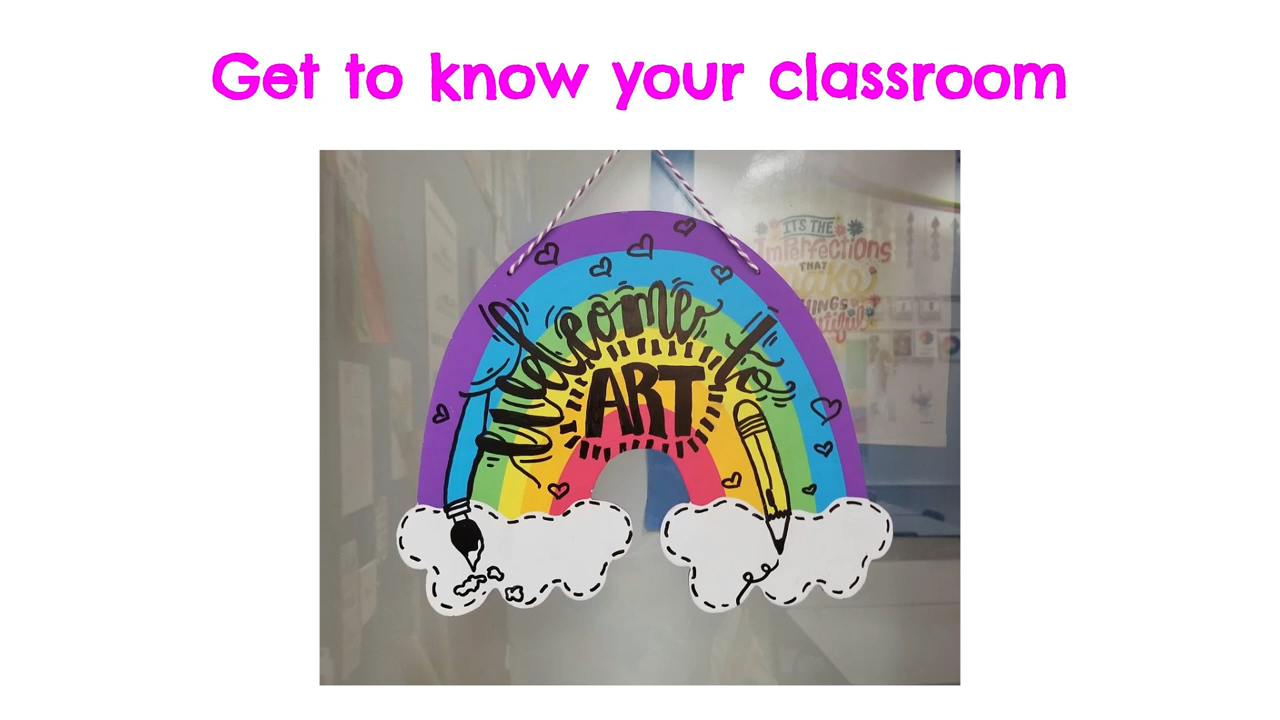 Get to know your classroom
Welcome to
ART
IT'S THE
ImPerfecTions
THAT
make
THINGS
beautiful